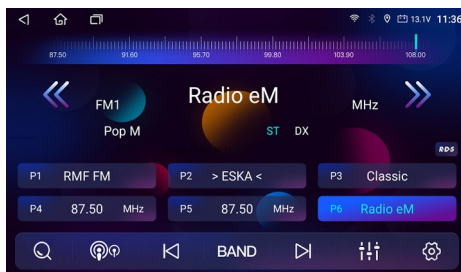 13.1V 11:36
87.50 91.60 95.70 99.80 103.90 108.00
FM1 Radio eM MHz
Pop M ST DX
RDS
P1 RMF FM P2 > ESKA < P3 Classic
P4 87.50 MHz P5 87.50 MHz P6 Radio eM
BAND